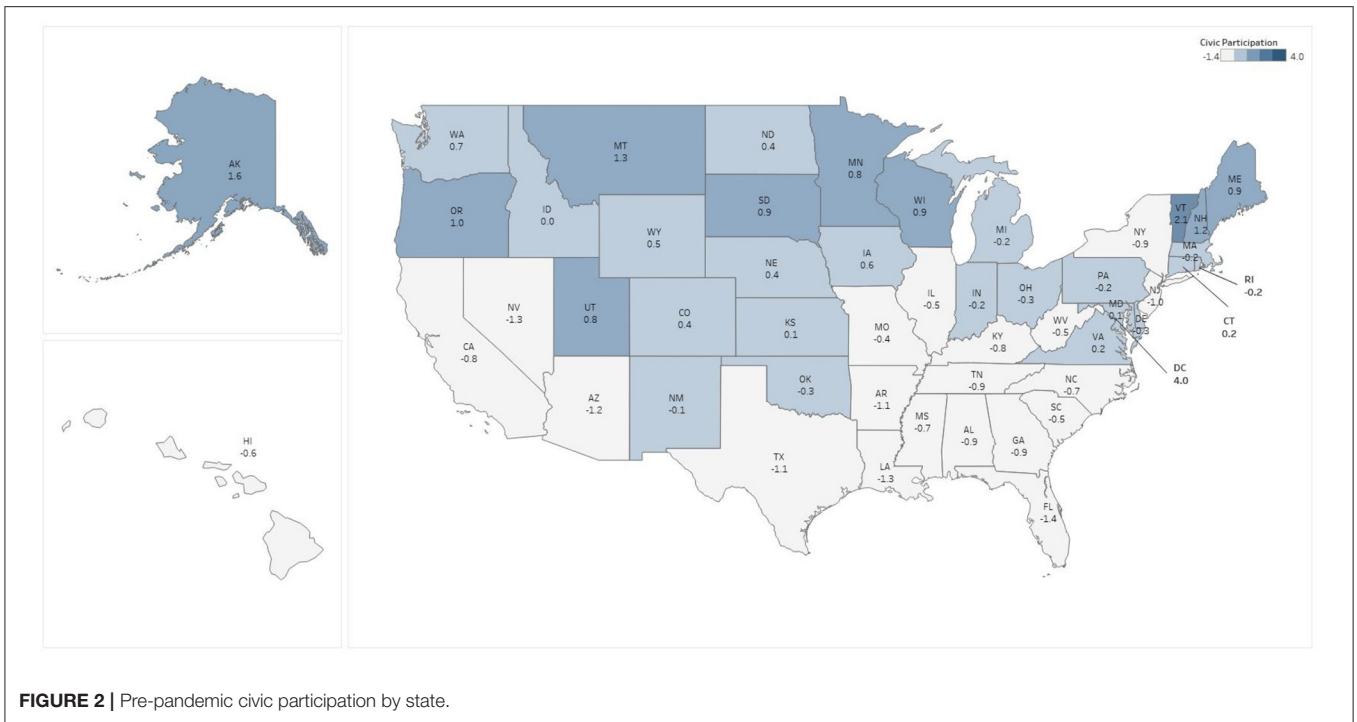 Civic Participation
-1.4 4.0
AK
1.6
HI
-0.6
WA
0.7
OR
1.0
CA
-0.8
NV
-1.3
ID
0.0
MT
1.3
WY
0.5
UT
0.8
AZ
-1.2
CO
0.4
NM
-0.1
ND
0.4
SD
0.9
NE
0.4
KS
0.1
OK
-0.3
TX
-1.1
MN
0.8
IA
0.6
MO
-0.4
AR
-1.1
LA
-1.3
WI
0.9
IL
-0.5
MI
-0.2
IN
-0.2
OH
-0.3
KY
-0.8
TN
-0.9
MS
-0.7
AL
-0.9
GA
-0.9
FL
-1.4
SC
-0.5
NC
-0.7
WV
-0.5
VA
0.2
PA
-0.2
NY
-0.9
VT
2.1
NH
1.2
ME
0.9
MA
-0.2
RI
-0.2
CT
0.2
NJ
-1.0
MD
0.1
DE
-0.3
DC
4.0
FIGURE 2 | Pre-pandemic civic participation by state.